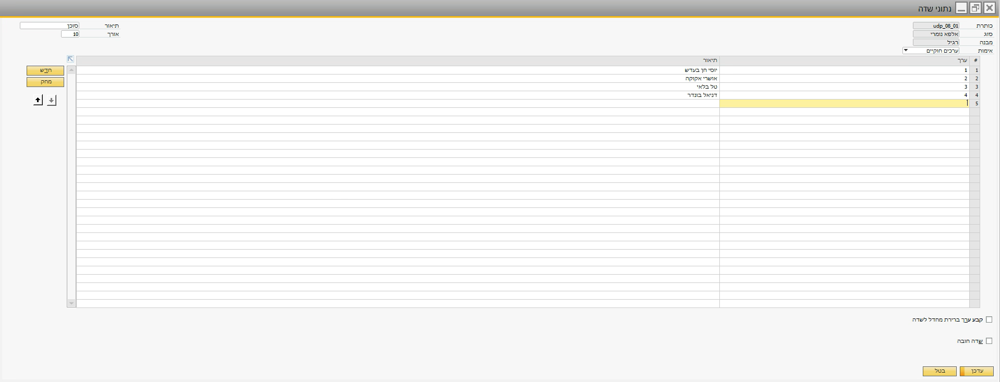 נתוני שדה
כותרת udp_08_01 תיאור סוכן
סוג אלפא נומרי אורך 10
מבנה רגיל
אימות ערכים חוקיים
# ערך תיאור
1 1 יוסי חן בעדש
2 2 אושרי אקוקה
3 3 טל בלאי
4 4 דניאל בונדר
5
חדש
מחק
קבע ערך ברירת מחדל לשדה
שדה חובה
עדכן בטל